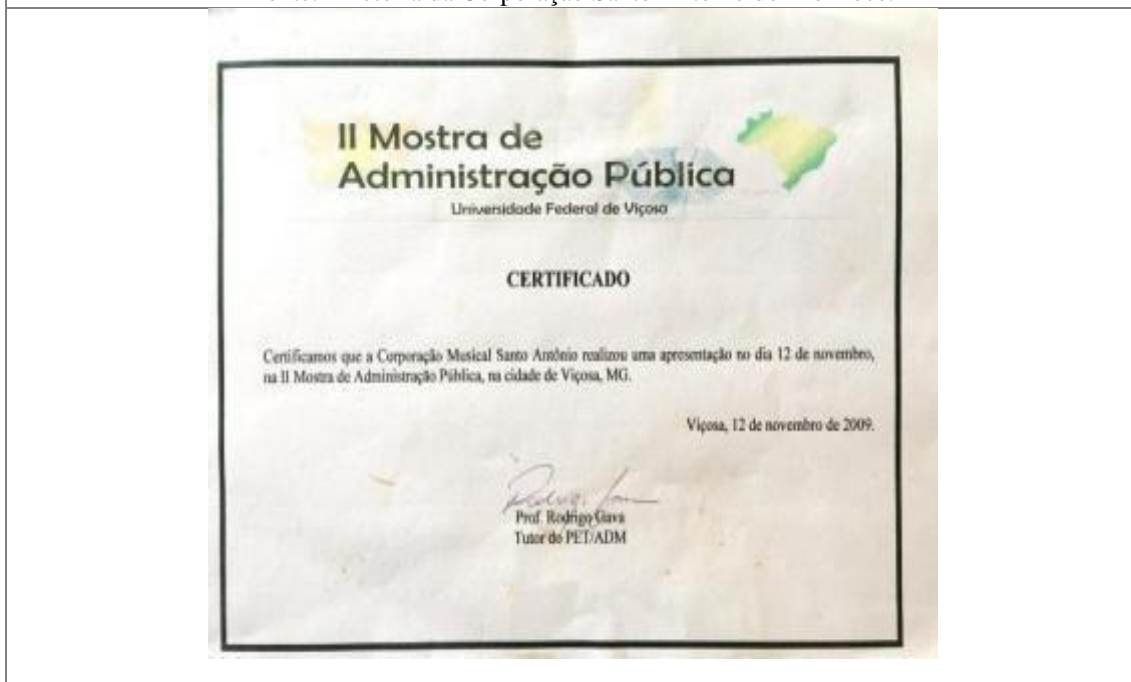 II Mostra de
Administração Pública
Universidade Federal de Viçosa
CERTIFICADO
Certificamos que a Corporação Musical Santo Antônio realizou uma apresentação no dia 12 de novembro,
na II Mostra de Administração Pública, na cidade de Viçosa, MG.
Viçosa, 12 de novembro de 2009.
Prof. Rodrigo Gava
Tutor do PET/ADM